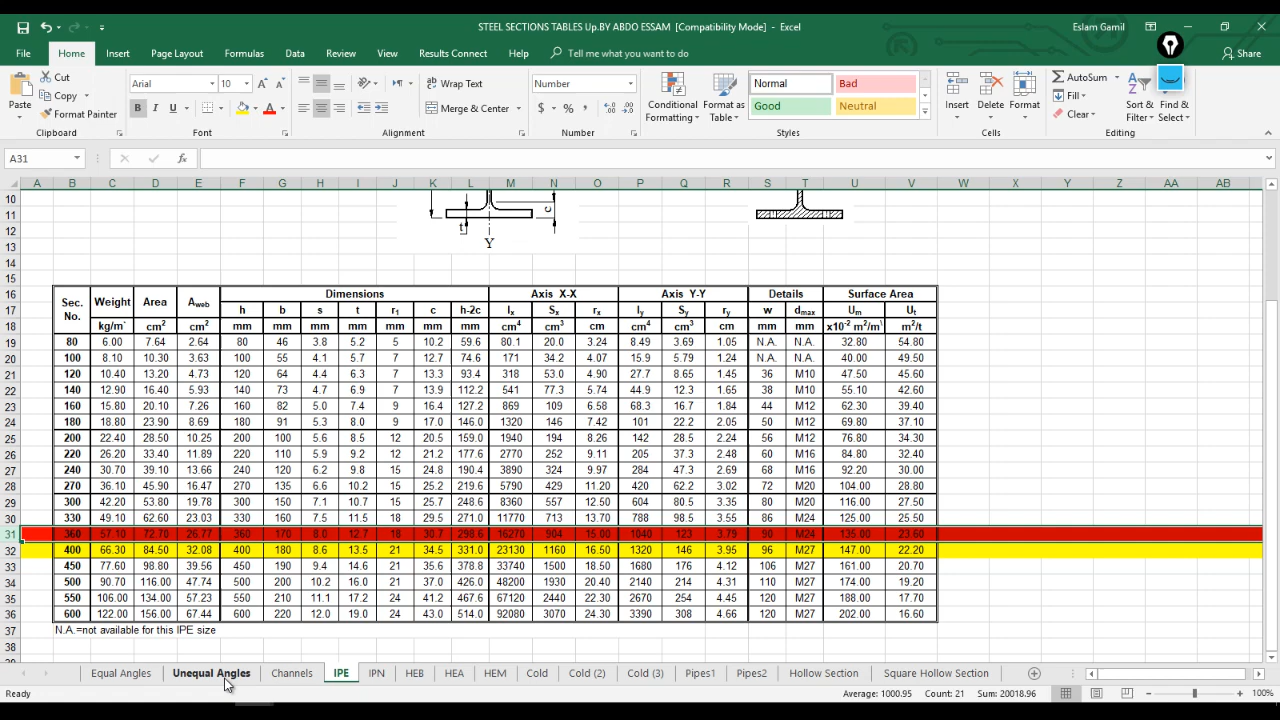 STEEL SECTIONS TABLES Up.BY ABDO ESSAM [Compatibility Mode] - Excel
Eslam Gamil
File Home Insert Page Layout Formulas Data Review View Results Connect Help Tell me what you want to do Share
Cut
Copy
Format Painter
Paste
Clipboard
Arial 10
B I U
Font
Wrap
Merge & Center
Alignment
Number
$ % ,
Number
Conditional Formatting
Format as Table
Normal Bad
Good Neutral
Styles
Insert Delete Format
Cells
AutoSum
Fill
Clear
Sort & Filter
Find & Select
Editing
A31 fx
A B C D E F G H I J K L M N O P Q R S T U V W X Y Z AA AB
10
11 c
12 t
13 Y
14
15
16 Sec. No. Weight Area Aweb Dimensions Axis X-X Axis Y-Y Details Surface Area
17 h b s t r1 c h-2c Ix Sx rx Iy Sy ry w dmax Um Ut
18 kg/m` cm2 cm2 mm mm mm mm mm mm mm cm4 cm3 cm cm4 cm3 cm mm mm x10-2 m2/m\ m2/t
19 80 6.00 7.64 2.64 80 46 3.8 5.2 5 10.2 59.6 80.1 20.0 3.24 8.49 3.69 1.05 N.A. N.A. 32.80 54.80
20 100 8.10 10.30 3.63 100 55 4.1 5.7 7 12.7 74.6 171 34.2 4.07 15.9 5.79 1.24 N.A. N.A. 40.00 49.50
21 120 10.40 13.20 4.73 120 64 4.4 6.3 7 13.3 93.4 318 53.0 4.90 27.7 8.65 1.45 36 M10 47.50 45.60
22 140 12.90 16.40 5.93 140 73 4.7 6.9 7 13.9 112.2 541 77.3 5.74 44.9 12.3 1.65 38 M10 55.10 42.60
23 160 15.80 20.10 7.26 160 82 5.0 7.4 9 16.4 127.2 869 109 6.58 68.3 16.7 1.84 44 M12 62.30 39.40
24 180 18.80 23.90 8.69 180 91 5.3 8.0 9 17.0 146.0 1320 146 7.42 101 22.2 2.05 50 M12 69.80 37.10
25 200 22.40 28.50 10.25 200 100 5.6 8.5 12 20.5 159.0 1940 194 8.26 142 28.5 2.24 56 M12 76.80 34.30
26 220 26.20 33.40 11.89 220 110 5.9 9.2 12 21.2 177.6 2770 252 9.11 205 37.3 2.48 60 M16 84.80 32.40
27 240 30.70 39.10 13.66 240 120 6.2 9.8 15 24.8 190.4 3890 324 9.97 284 47.3 2.69 68 M16 92.20 30.00
28 270 36.10 45.90 16.47 270 135 6.6 10.2 15 25.2 219.6 5790 429 11.20 420 62.2 3.02 72 M20 104.00 28.80
29 300 42.20 53.80 19.78 300 150 7.1 10.7 15 25.7 248.6 8360 557 12.50 604 80.5 3.35 80 M20 116.00 27.50
30 330 49.10 62.60 23.03 330 160 7.5 11.5 18 29.5 271.0 11770 713 13.70 788 98.5 3.55 86 M24 125.00 25.50
31 360 57.10 72.70 26.77 360 170 8.0 12.7 18 30.7 298.6 16270 904 15.00 1040 123 3.79 90 M24 135.00 23.60
32 400 66.30 84.50 32.08 400 180 8.6 13.5 21 34.5 331.0 23130 1160 16.50 1320 146 3.95 96 M27 147.00 22.20
33 450 77.60 98.80 39.56 450 190 9.4 14.6 21 35.6 378.8 33740 1500 18.50 1680 176 4.12 106 M27 161.00 20.70
34 500 90.70 116.00 47.74 500 200 10.2 16.0 21 37.0 426.0 48200 1930 20.40 2140 214 4.31 110 M27 174.00 19.20
35 550 106.00 134.00 57.23 550 210 11.1 17.2 24 41.2 467.6 67120 2440 22.30 2670 254 4.45 120 M27 188.00 17.70
36 600 122.00 156.00 67.44 600 220 12.0 19.0 24 43.0 514.0 92080 3070 24.30 3390 308 4.66 120 M27 202.00 16.60
37 N.A.=not available for this IPE size
38
Equal Angles Unequal Angles Channels IPE IPN HEB HEA HEM Cold Cold (2) Cold (3) Pipes1 Pipes2 Hollow Section Square Hollow Section
Ready Average: 1000.95 Count: 21 Sum: 20018.96 100%